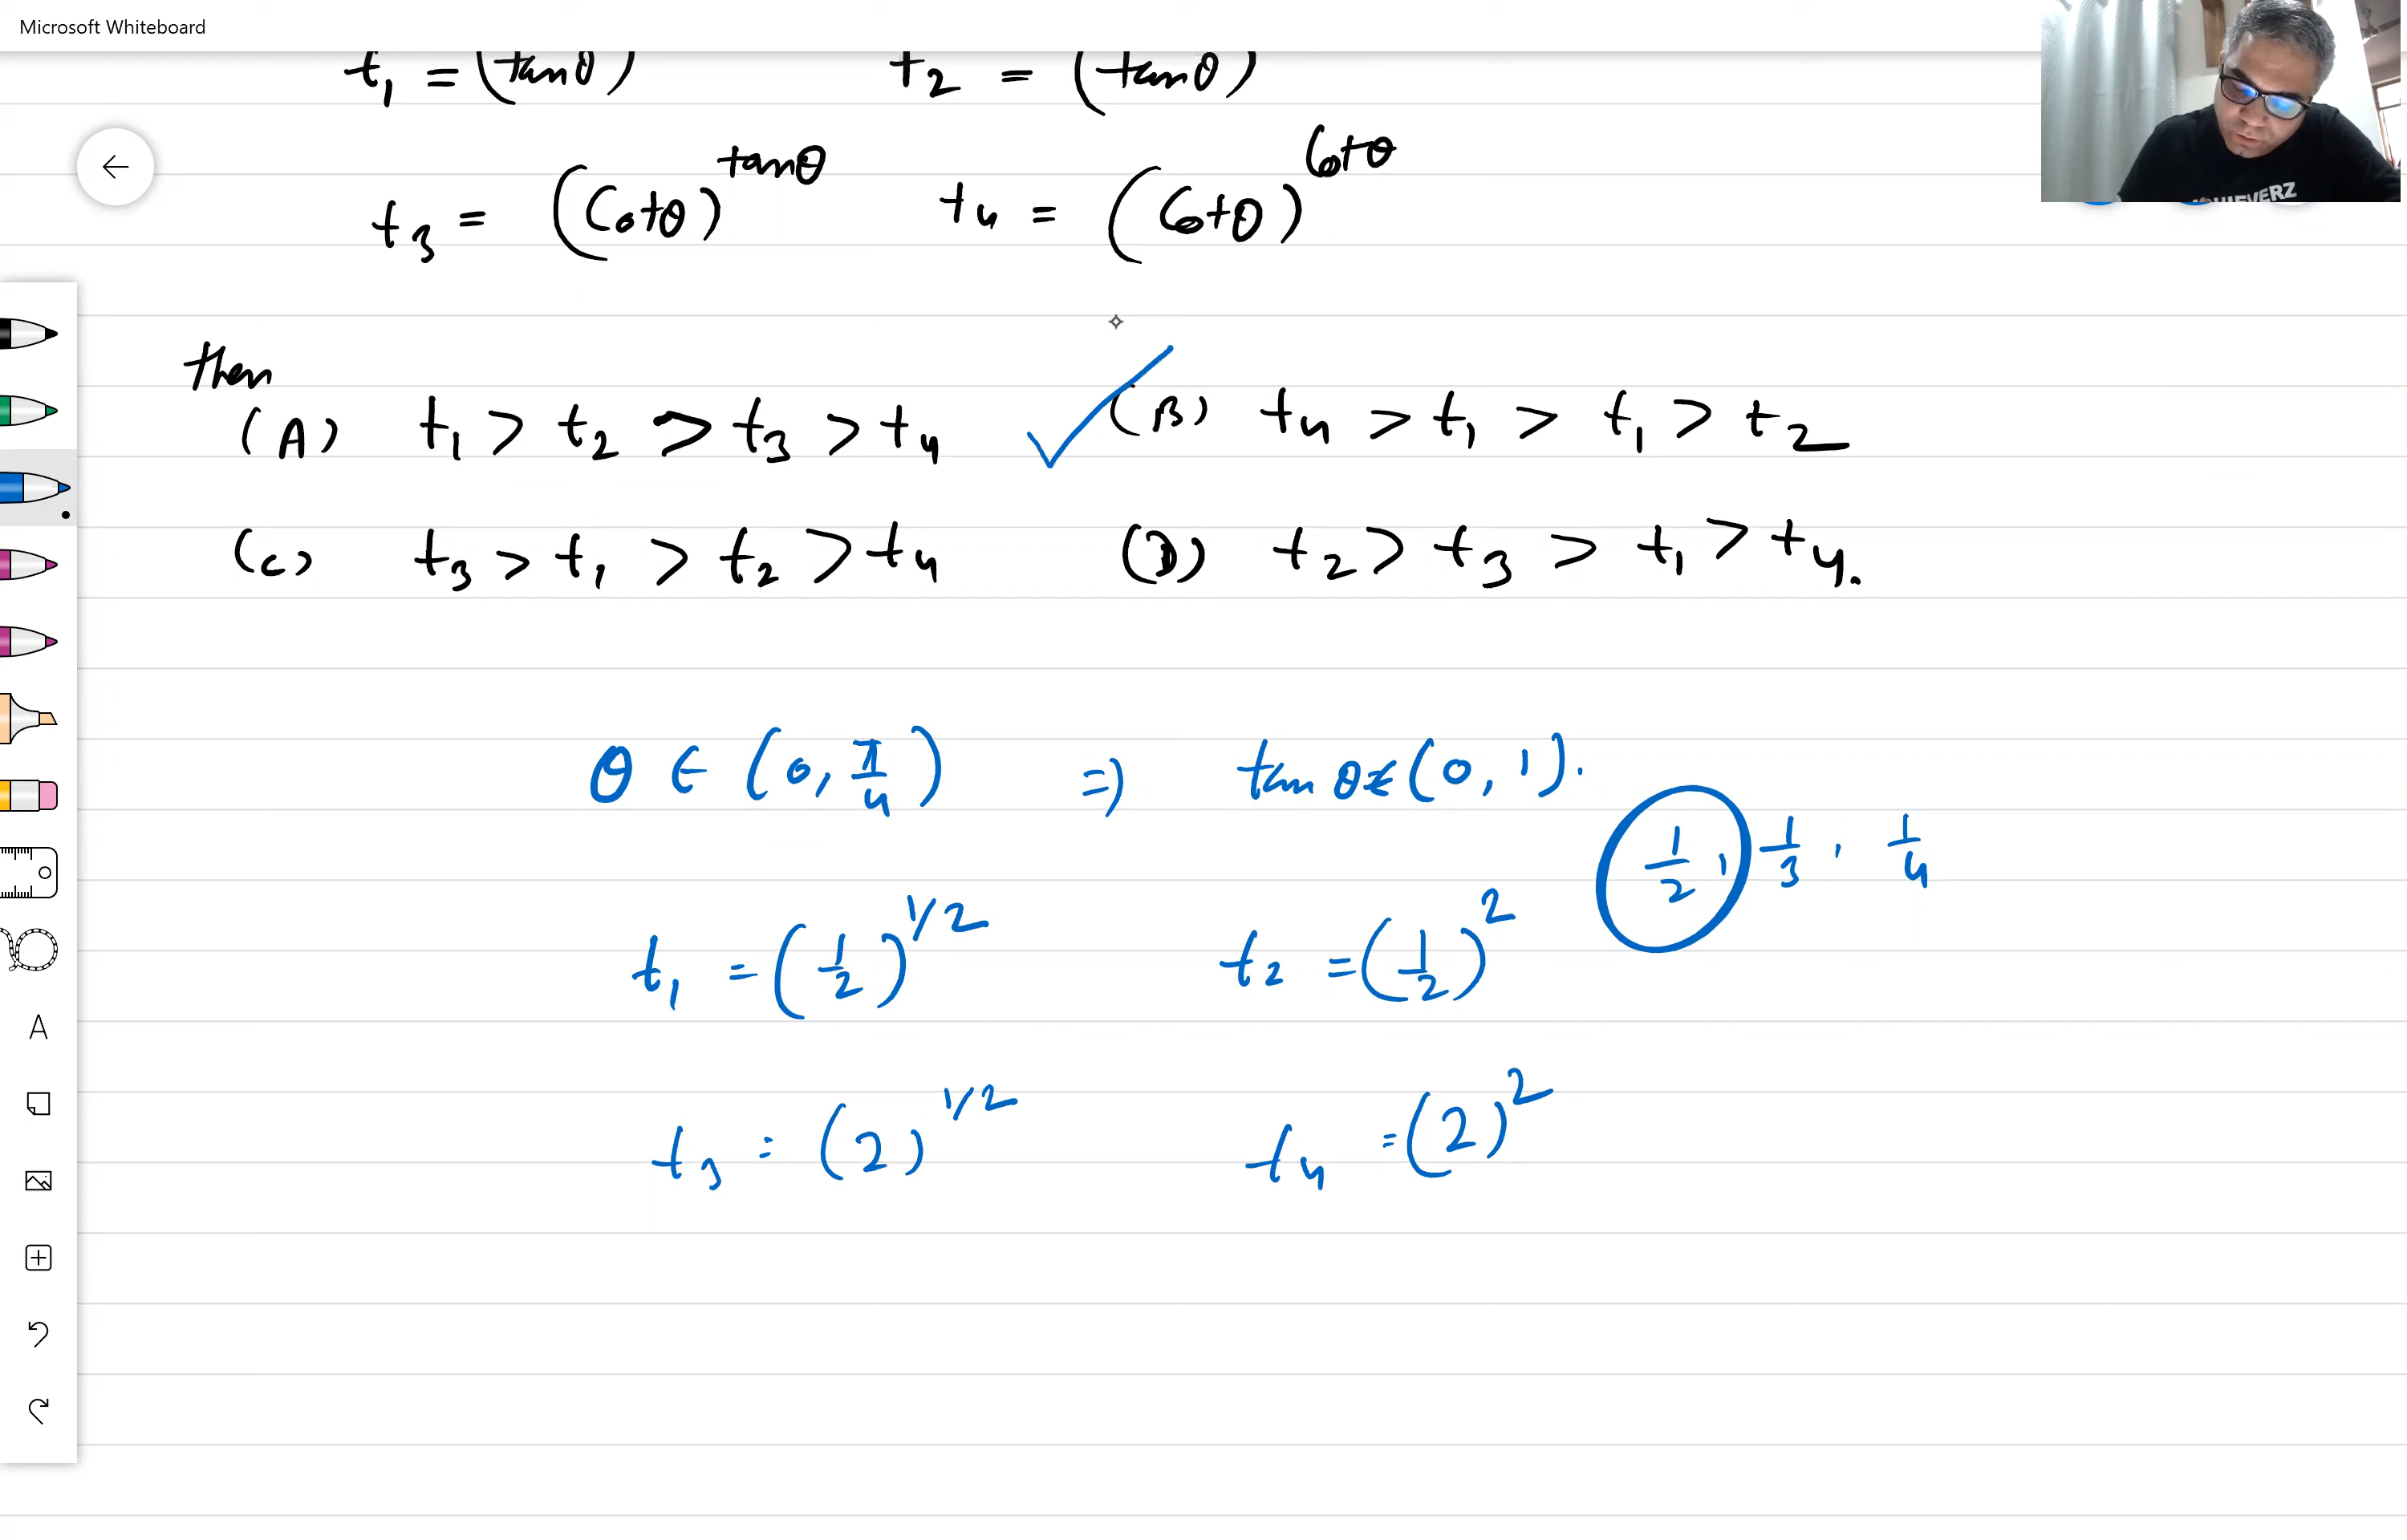 Microsoft Whiteboard
t₁ = (tanθ) t₂ = (tanθ)
t₃ = (Cotθ)^tanθ t₄ = (Cotθ)^Cotθ
then
(A) t₁ > t₂ > t₃ > t₄ (B) t₄ > t₁ > t₁ > t₂
(C) t₃ > t₁ > t₂ > t₄ (D) t₂ > t₃ > t₁ > t₄.
θ ∈ (0, π/4) ⇒ tan θ ∈ (0, 1).
1/2, 1/3, 1/4
t₁ = (1/2)^1/2 t₂ = (1/2)^2
t₃ = (2)^1/2 t₄ = (2)^2
A